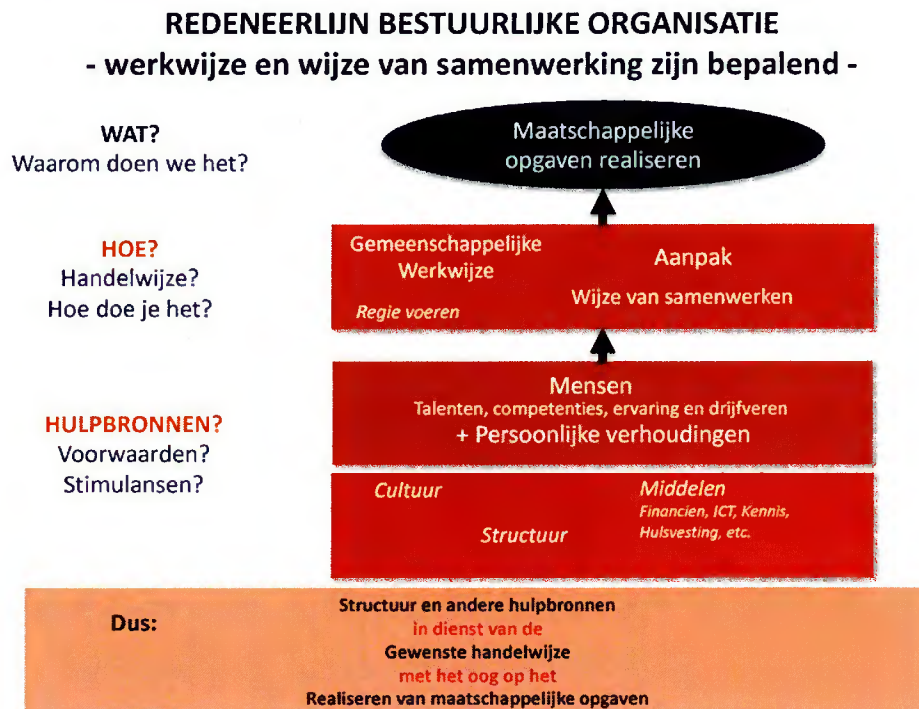 REDENEERLIJN BESTUURLIJKE ORGANISATIE
- werkwijze en wijze van samenwerking zijn bepalend -
WAT?
Waarom doen we het?
Maatschappelijke
opgaven realiseren
HOE?
Handelwijze?
Hoe doe je het?
Gemeenschappelijke
Werkwijze
Regie voeren
Aanpak
Wijze van samenwerken
HULPBRONNEN?
Voorwaarden?
Stimulansen?
Mensen
Talenten, competenties, ervaring en drijfveren
+ Persoonlijke verhoudingen
Cultuur
Structuur
Middelen
Financien, ICT, Kennis,
Huisvesting, etc.
Dus:
Structuur en andere hulpbronnen
in dienst van de
Gewenste handelwijze
met het oog op het
Realiseren van maatschappelijke opgaven